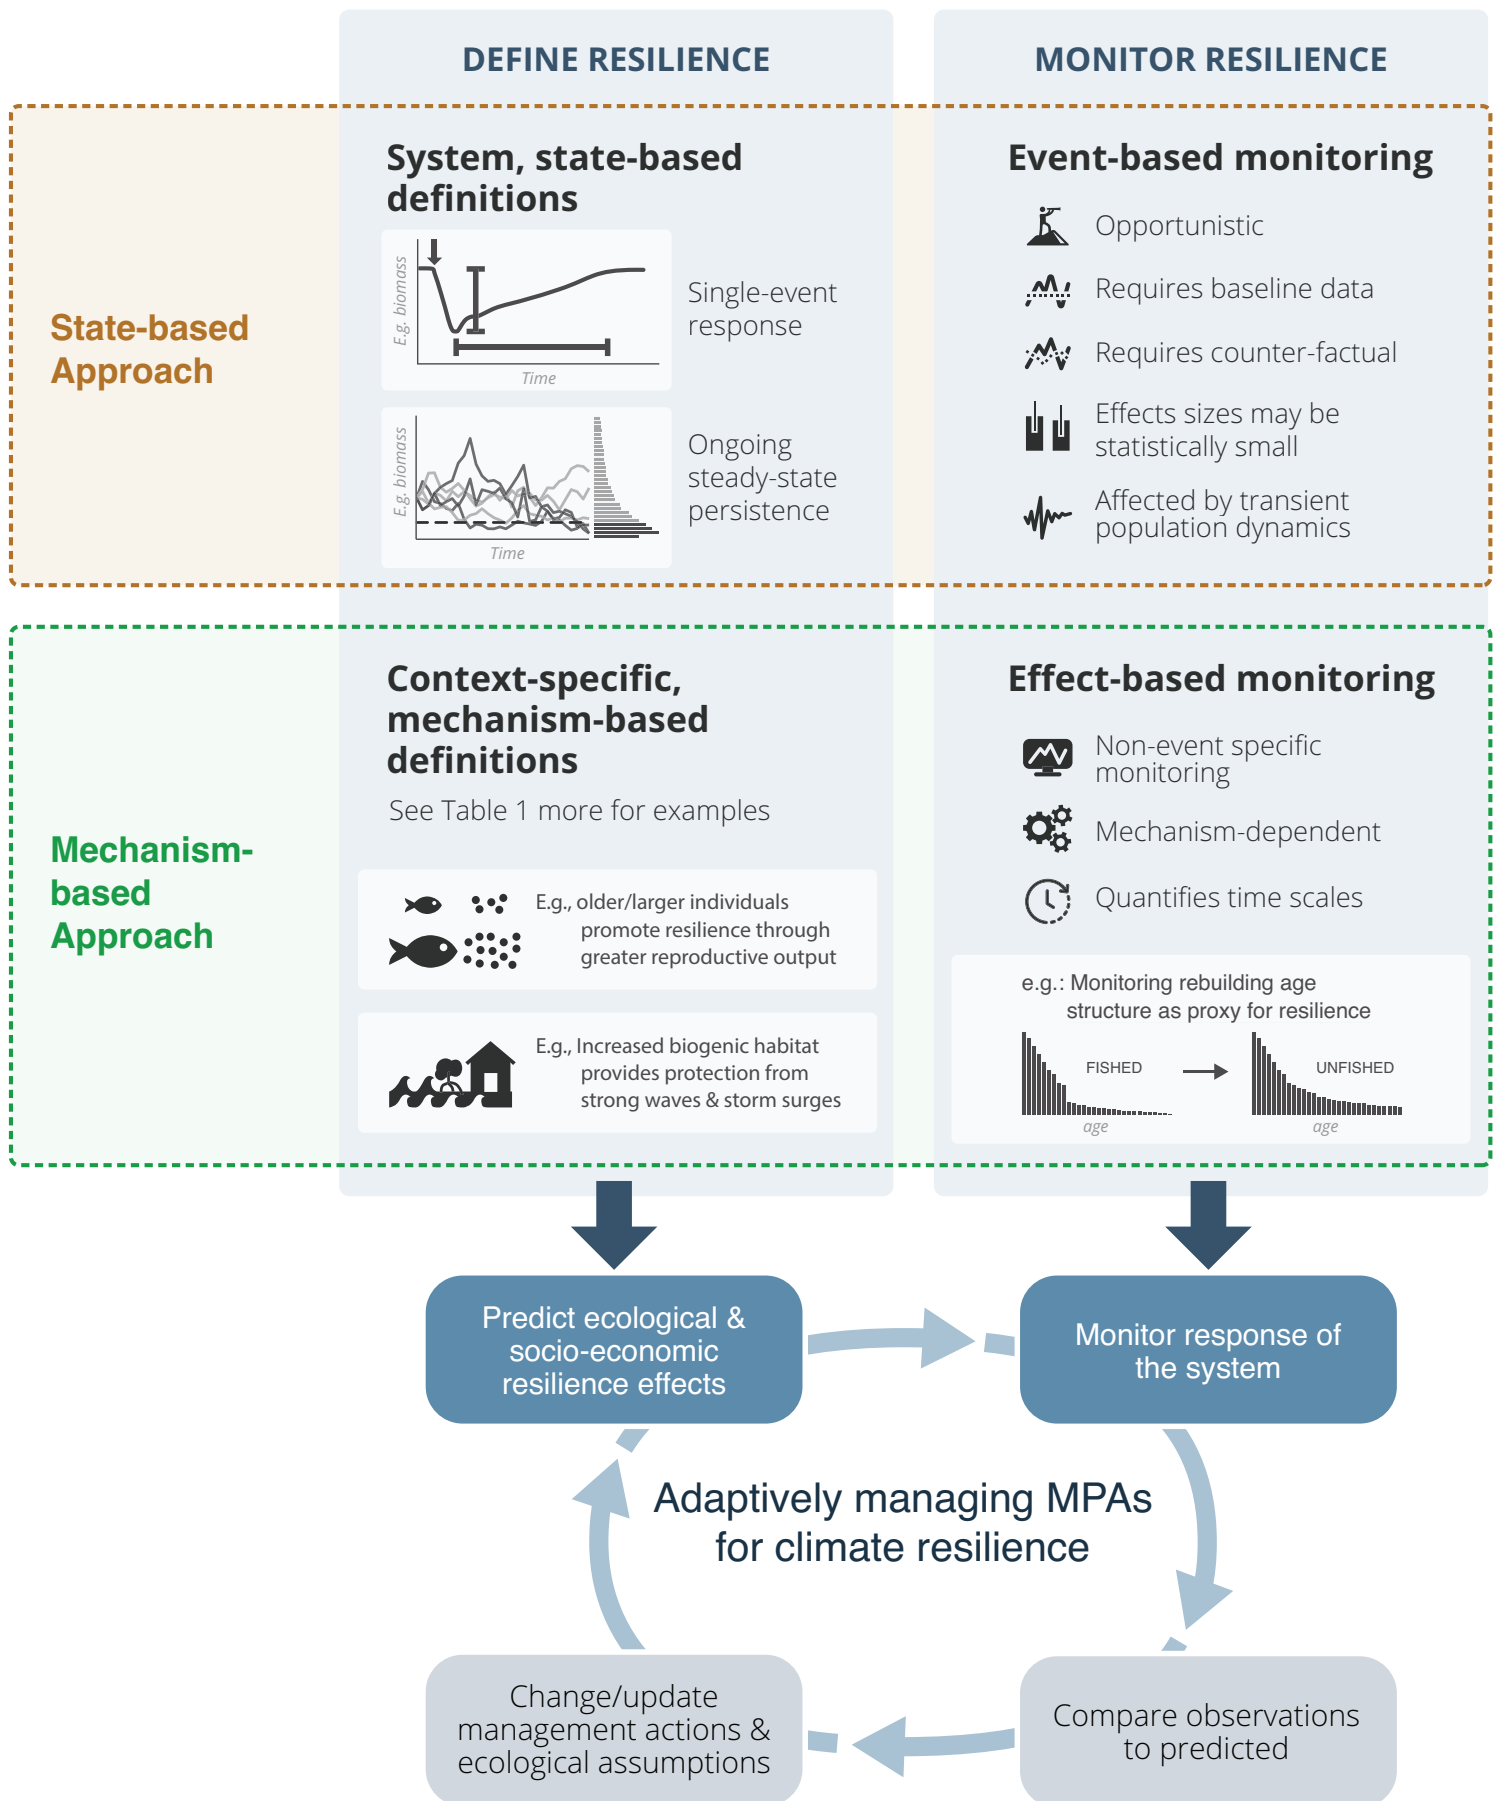 DEFINE RESILIENCE
MONITOR RESILIENCE
State-based
Approach
System, state-based
definitions
E.g. biomass
Time
Single-event
response
E.g. biomass
Time
Ongoing
steady-state
persistence
Event-based monitoring
Opportunistic
Requires baseline data
Requires counter-factual
Effects sizes may be
statistically small
Affected by transient
population dynamics
Mechanism-
based
Approach
Context-specific,
mechanism-based
definitions
See Table 1 more for examples
E.g., older/larger individuals
promote resilience through
greater reproductive output
E.g., Increased biogenic habitat
provides protection from
strong waves & storm surges
Effect-based monitoring
Non-event specific
monitoring
Mechanism-dependent
Quantifies time scales
e.g.: Monitoring rebuilding age
structure as proxy for resilience
FISHED
UNFISHED
age
age
Predict ecological &
socio-economic
resilience effects
Monitor response of
the system
Adaptively managing MPAs
for climate resilience
Change/update
management actions &
ecological assumptions
Compare observations
to predicted